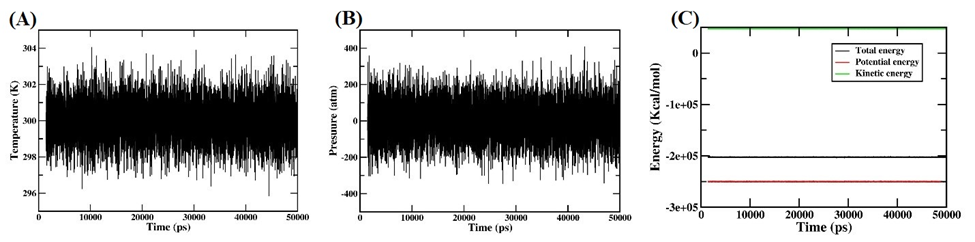 (A)
304
302
300
298
296
Temperature (K)
0
10000
20000
30000
40000
50000
Time (ps)
(B)
400
200
0
-200
-400
Presuure (atm)
0
10000
20000
30000
40000
50000
Time (ps)
(C)
0
-1e+05
-2e+05
-3e+05
Energy (Kcal/mol)
Total energy
Potential energy
Kinetic energy
0
10000
20000
30000
40000
50000
Time (ps)